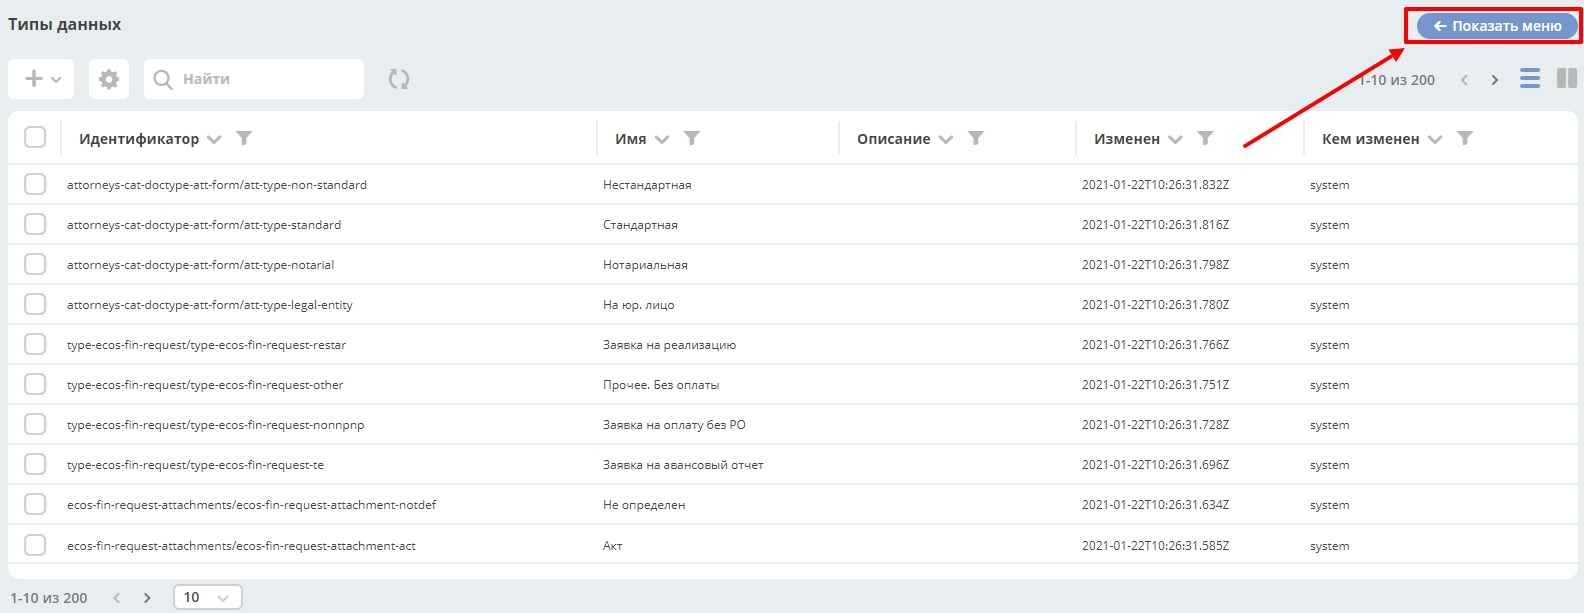 Типы данных
← Показать меню
Найти
1-10 из 200
Идентификатор Имя Описание Изменен Кем изменен
attorneys-cat-doctype-att-form/att-type-non-standard Нестандартная 2021-01-22T10:26:31.832Z system
attorneys-cat-doctype-att-form/att-type-standard Стандартная 2021-01-22T10:26:31.816Z system
attorneys-cat-doctype-att-form/att-type-notarial Нотариальная 2021-01-22T10:26:31.798Z system
attorneys-cat-doctype-att-form/att-type-legal-entity На юр. лицо 2021-01-22T10:26:31.780Z system
type-ecos-fin-request/type-ecos-fin-request-restar Заявка на реализацию 2021-01-22T10:26:31.766Z system
type-ecos-fin-request/type-ecos-fin-request-other Прочее. Без оплаты 2021-01-22T10:26:31.751Z system
type-ecos-fin-request/type-ecos-fin-request-nonnpnp Заявка на оплату без РО 2021-01-22T10:26:31.728Z system
type-ecos-fin-request/type-ecos-fin-request-te Заявка на авансовый отчет 2021-01-22T10:26:31.696Z system
ecos-fin-request-attachments/ecos-fin-request-attachment-notdef Не определен 2021-01-22T10:26:31.634Z system
ecos-fin-request-attachments/ecos-fin-request-attachment-act Акт 2021-01-22T10:26:31.585Z system
1-10 из 200 10